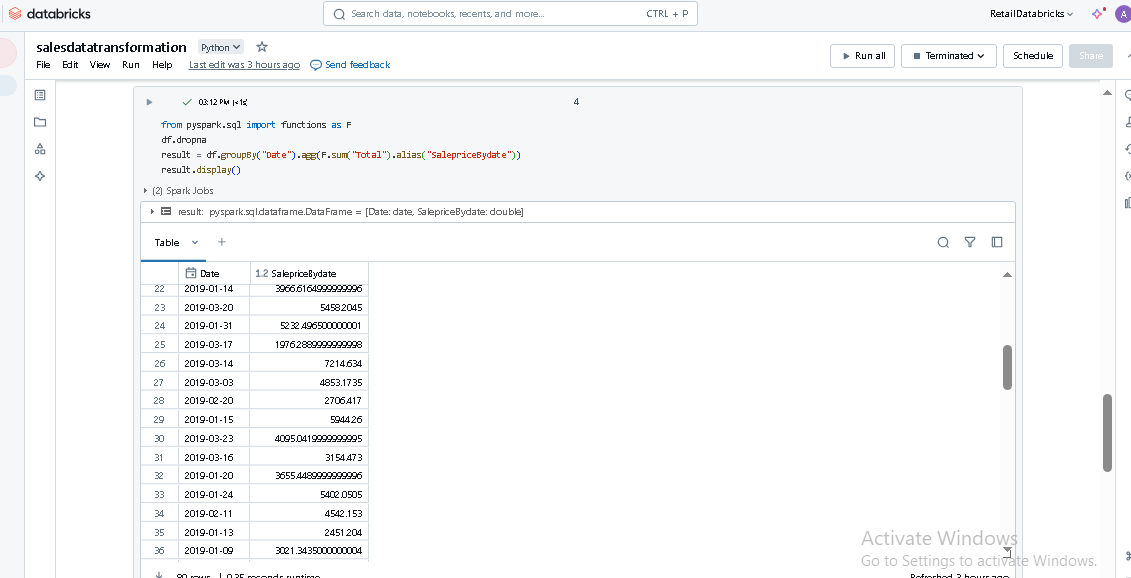 databricks
Search data, notebooks, recents, and more...
CTRL + P
RetailDatabricks
A
salesdatatransformation
Python
File Edit View Run Help
Last edit was 3 hours ago
Send feedback
Run all
Terminated
Schedule
Share
03:12 PM (<1s)
4
from pyspark.sql import functions as F
df.dropna
result = df.groupBy("Date").agg(F.sum("Total").alias("SalepriceBydate"))
result.display()
(2) Spark Jobs
result: pyspark.sql.dataframe.DataFrame = [Date: date, SalepriceBydate: double]
Table +
Date 1.2 SalepriceBydate
22 2019-01-14 3966.6164999999996
23 2019-03-20 5458.2045
24 2019-01-31 5232.496500000001
25 2019-03-17 1976.2889999999998
26 2019-03-14 7214.634
27 2019-03-03 4853.1735
28 2019-02-20 2706.417
29 2019-01-15 5944.26
30 2019-03-23 4095.0419999999995
31 2019-03-16 3154.473
32 2019-01-20 3655.4489999999996
33 2019-01-24 5402.0505
34 2019-02-11 4542.153
35 2019-01-13 2451.204
36 2019-01-09 3021.3435000000004
Activate Windows
Go to Settings to activate Windows.
89 rows | 0.35 seconds runtime
Refreshed 3 hours ago